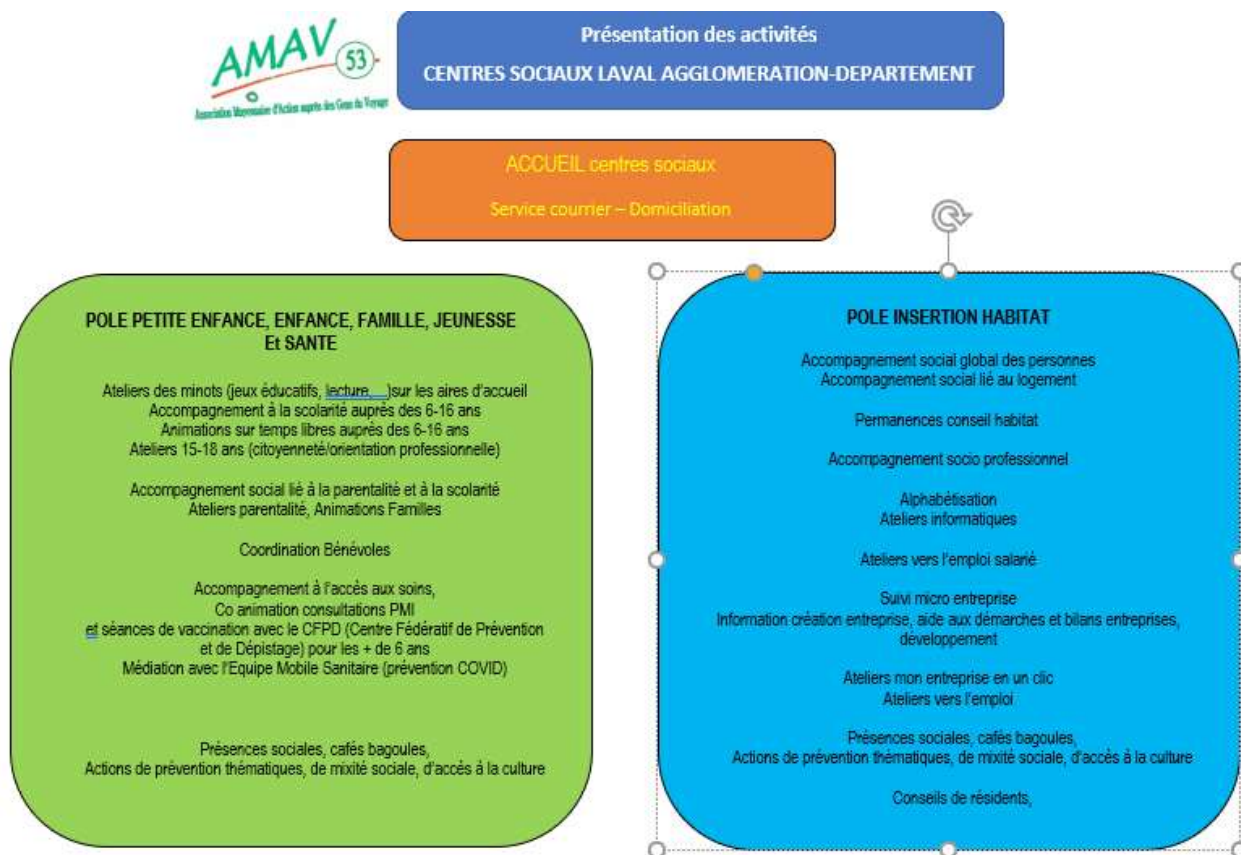 AMAV 53
Association Mayennaise d'Action auprès des Gens du Voyage
Présentation des activités
CENTRES SOCIAUX LAVAL AGGLOMERATION-DEPARTEMENT
ACCUEIL centres sociaux
Service courrier – Domiciliation
POLE PETITE ENFANCE, ENFANCE, FAMILLE, JEUNESSE
Et SANTE
Ateliers des minots (jeux éducatifs, lecture,...)sur les aires d'accueil
Accompagnement à la scolarité auprès des 6-16 ans
Animations sur temps libres auprès des 6-16 ans
Ateliers 15-18 ans (citoyenneté/orientation professionnelle)
Accompagnement social lié à la parentalité et à la scolarité
Ateliers parentalité, Animations Familles
Coordination Bénévoles
Accompagnement à l'accès aux soins,
Co animation consultations PMI
et séances de vaccination avec le CFPD (Centre Fédératif de Prévention
et de Dépistage) pour les + de 6 ans
Médiation avec l'Equipe Mobile Sanitaire (prévention COVID)
Présences sociales, cafés bagoules,
Actions de prévention thématiques, de mixité sociale, d'accés à la culture
POLE INSERTION HABITAT
Accompagnement social global des personnes
Accompagnement social lié au logement
Permanences conseil habitat
Accompagnement socio professionnel
Alphabétisation
Ateliers informatiques
Ateliers vers l'emploi salarié
Suivi micro entreprise
Information création entreprise, aide aux démarches et bilans entreprises,
développement
Ateliers mon entreprise en un clic
Ateliers vers l'emploi
Présences sociales, cafés bagoules,
Actions de prévention thématiques, de mixité sociale, d'accés à la culture
Conseils de résidents,